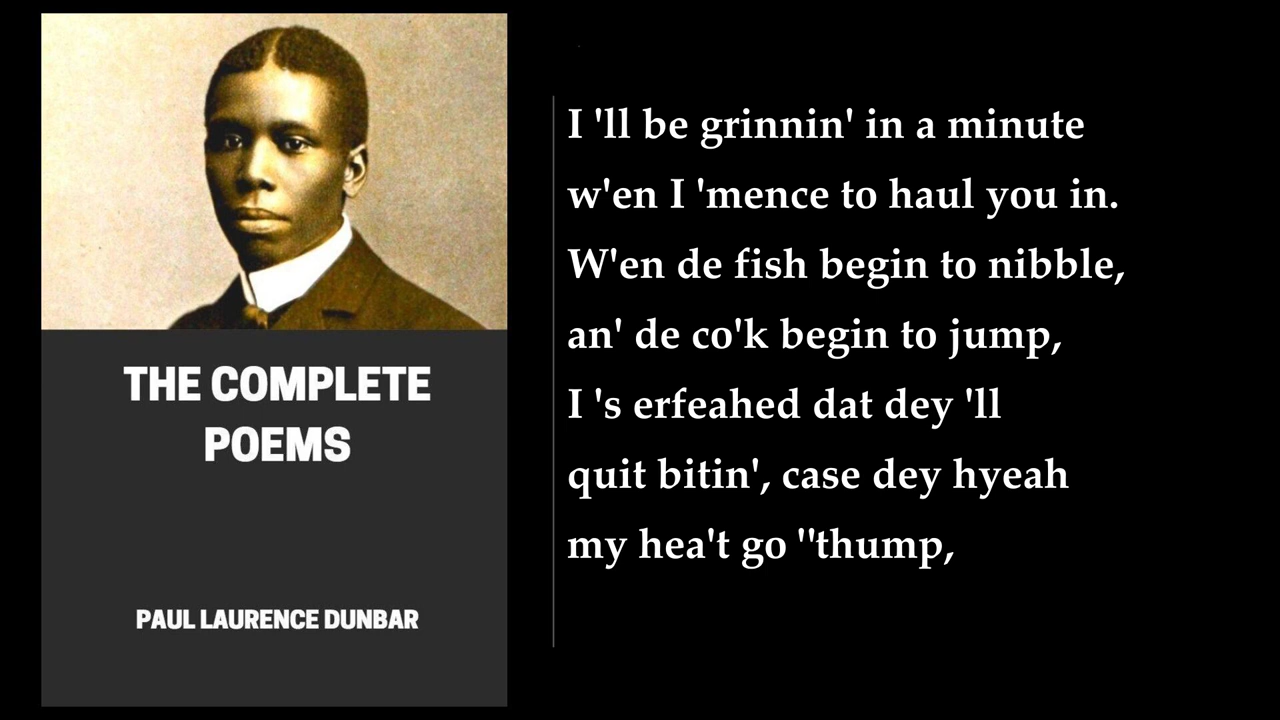 THE COMPLETE
POEMS
PAUL LAURENCE DUNBAR
I 'll be grinnin' in a minute
w'en I 'mence to haul you in.
W'en de fish begin to nibble,
an' de co'k begin to jump,
I 's erfeahed dat dey 'll
quit bitin', case dey hyeah
my hea't go "thump,